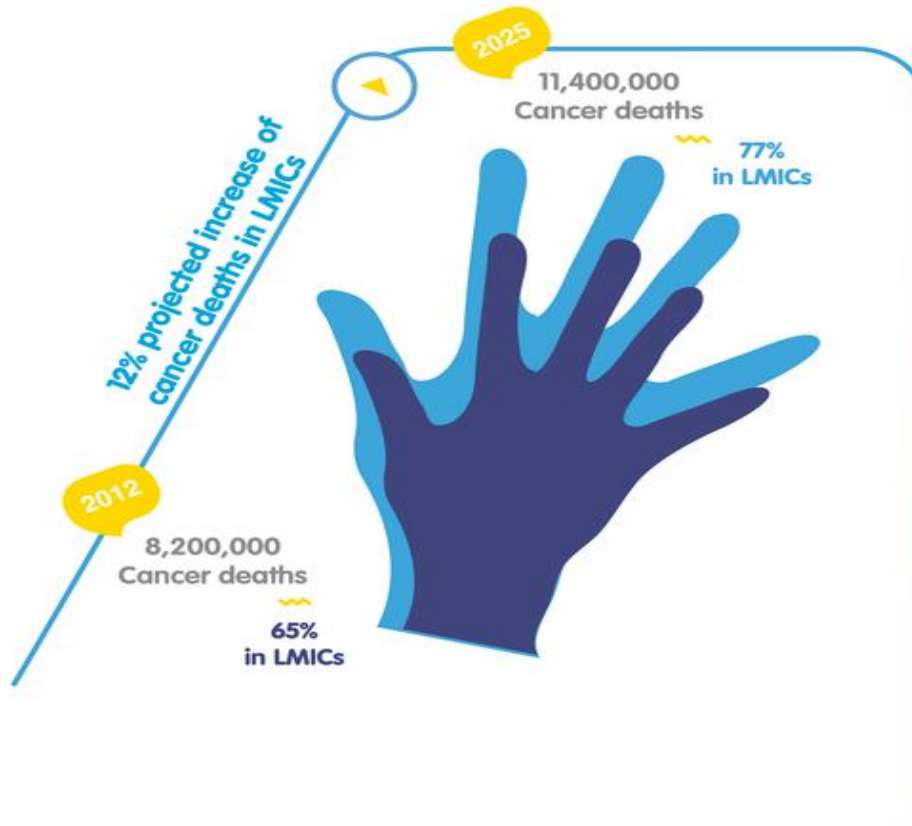 2025
11,400,000
Cancer deaths
77%
in LMICs
12% projected increase of
cancer deaths in LMICs
2012
8,200,000
Cancer deaths
65%
in LMICs